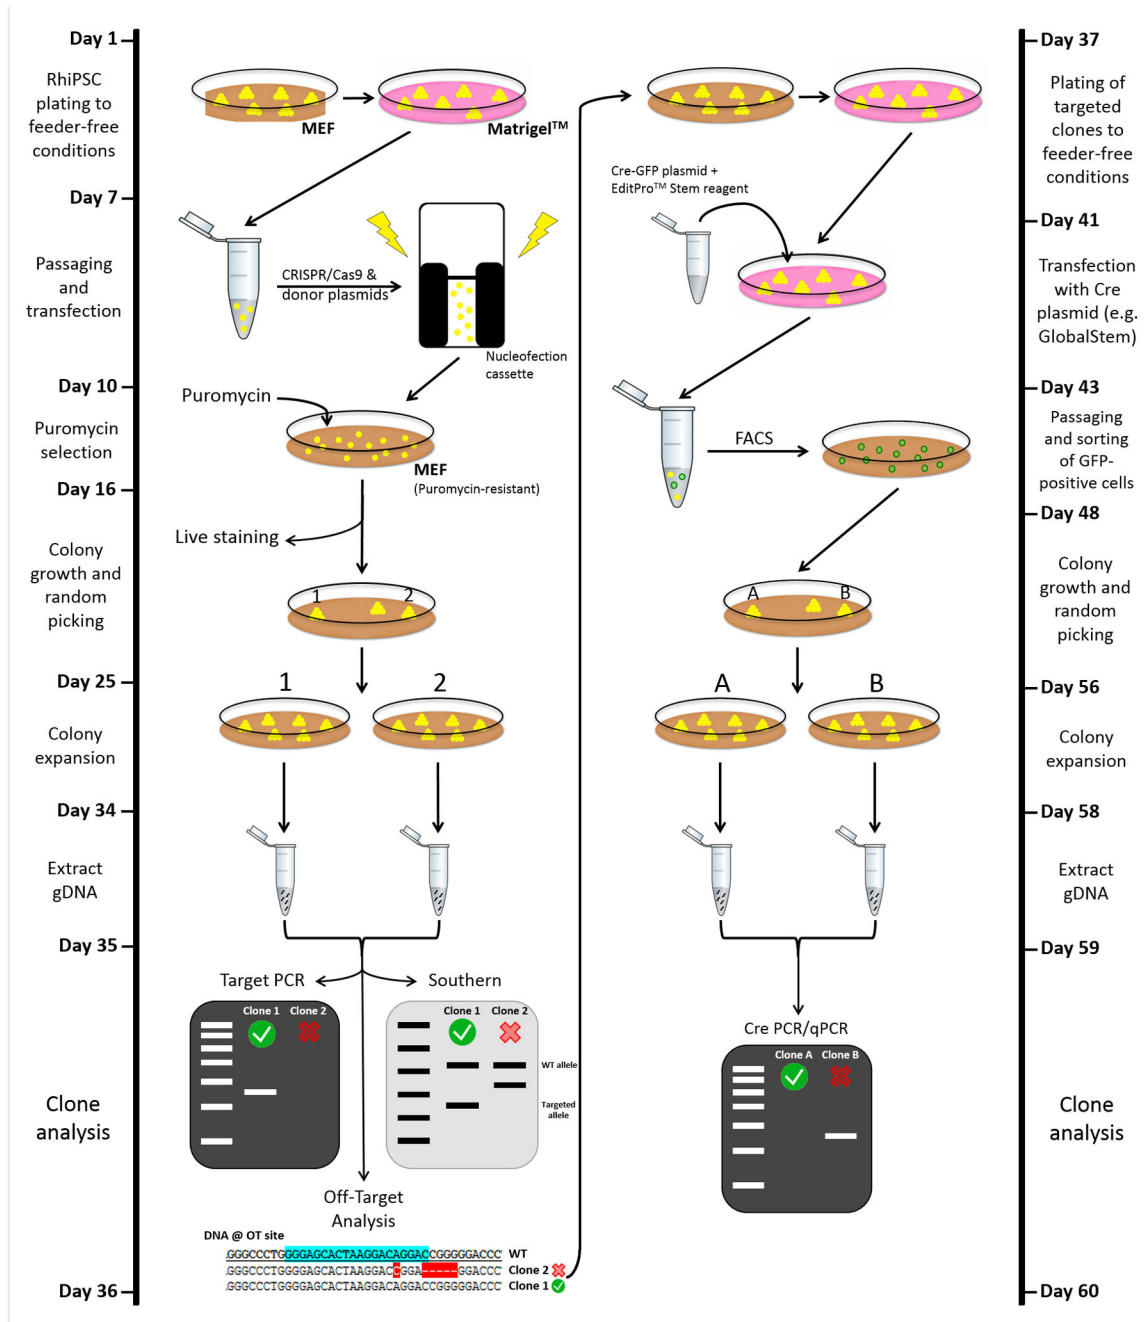 Day 1
RhiPSC
plating to
feeder-free
conditions
MEF
Matrigel™
Day 7
Passaging
and
transfection
CRISPR/Cas9 &
donor plasmids
Nucleofection
cassette
Day 10
Puromycin
Puromycin
selection
MEF
(Puromycin-resistant)
Day 16
Live staining
Colony
growth and
random
picking
1
2
Day 25
1
2
Colony
expansion
Day 34
Extract
gDNA
Day 35
Target PCR
Southern
Clone 1 Clone 2
Clone 1 Clone 2
WT allele
Targeted
allele
Clone
analysis
Off-Target
Analysis
DNA @ OT site
GGGCCCTGGGGAGCACTAAGGACAGGACCGGGGGACCC WT
GGGCCCTGGGGAGCACTAAGGACCGGA-----GGACCC Clone 2
GGGCCCTGGGGAGCACTAAGGACAGGACCGGGGGACCC Clone 1
Day 36
Day 37
Plating of
targeted
clones to
feeder-free
conditions
Cre-GFP plasmid +
EditPro™ Stem reagent
Day 41
Transfection
with Cre
plasmid (e.g.
GlobalStem)
Day 43
FACS
Passaging
and sorting
of GFP-
positive cells
Day 48
Colony
growth and
random
picking
A
B
Day 56
A
B
Colony
expansion
Day 58
Extract
gDNA
Day 59
Cre PCR/qPCR
Clone A Clone B
Clone
analysis
Day 60